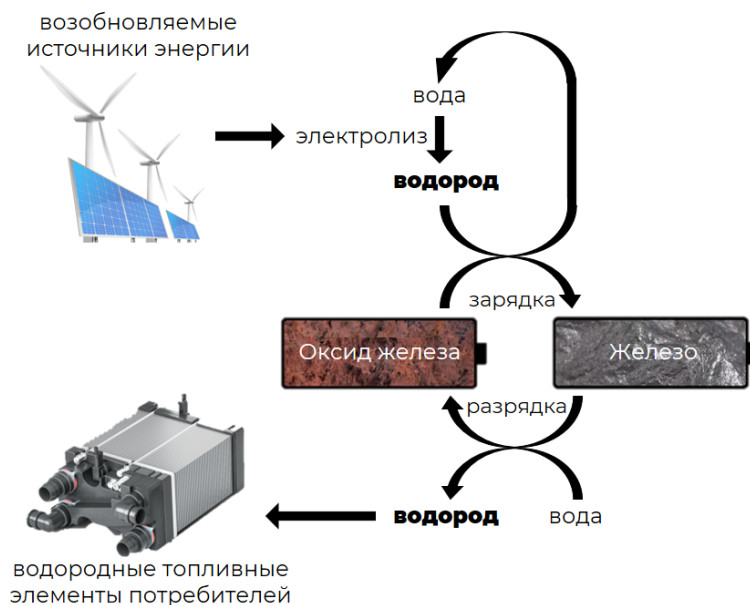 возобновляемые
источники энергии
вода
электролиз
водород
зарядка
Оксид железа
Железо
разрядка
водород
вода
водородные топливные
элементы потребителей